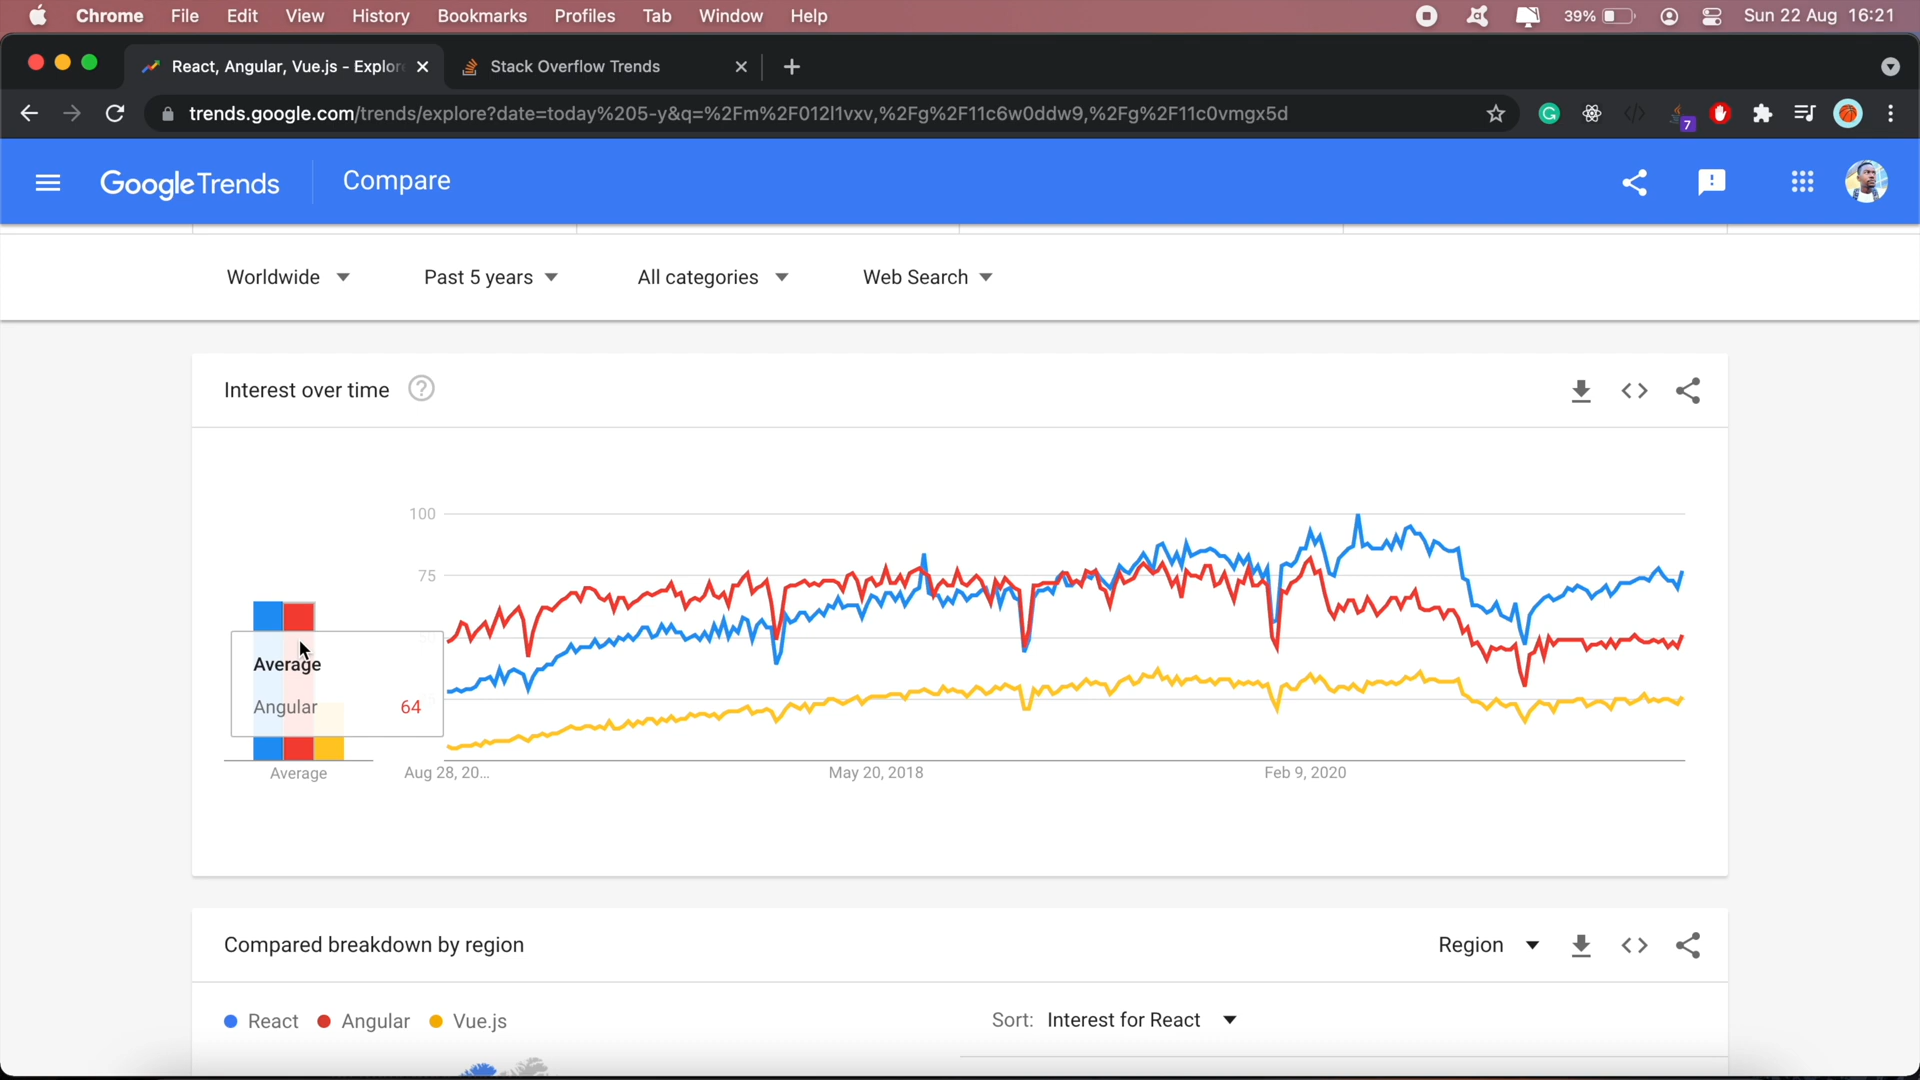 Chrome File Edit View History Bookmarks Profiles Tab Window Help 39% Sun 22 Aug 16:21
React, Angular, Vue.js - Explor Stack Overflow Trends
trends.google.com/trends/explore?date=today%205-y&q=%2Fm%2F012l1vxv,%2Fg%2F11c6w0ddw9,%2Fg%2F11c0vmgx5d
7
Google Trends Compare
Worldwide Past 5 years All categories Web Search
Interest over time
100
75
Average
Angular 64
Average Aug 28, 20... May 20, 2018 Feb 9, 2020
Compared breakdown by region Region
React Angular Vue.js Sort: Interest for React